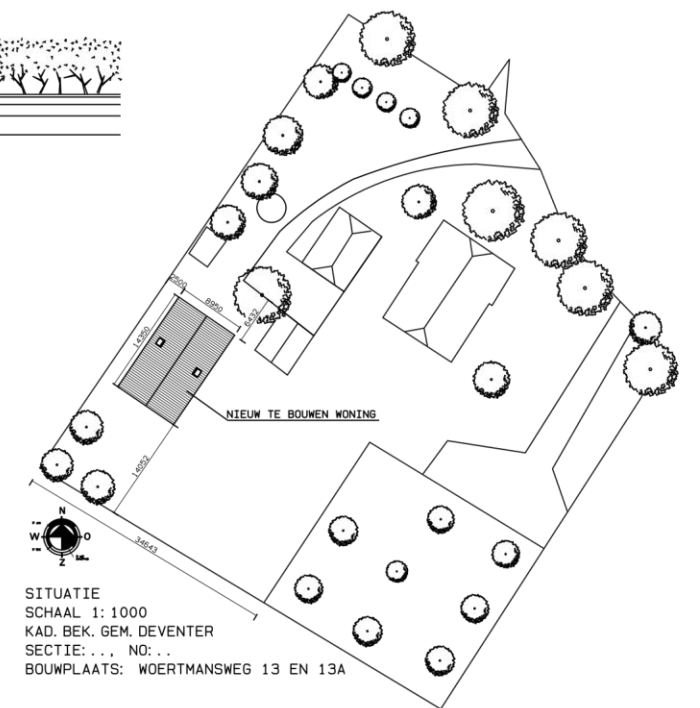 2500
8950
6432
14350
NIEUW TE BOUWEN WONING
14052
34643
N
W O
Z
SITUATIE
SCHAAL 1: 1000
KAD. BEK. GEM. DEVENTER
SECTIE: . . , NO: . .
BOUWPLAATS: WOERTMANSWEG 13 EN 13A